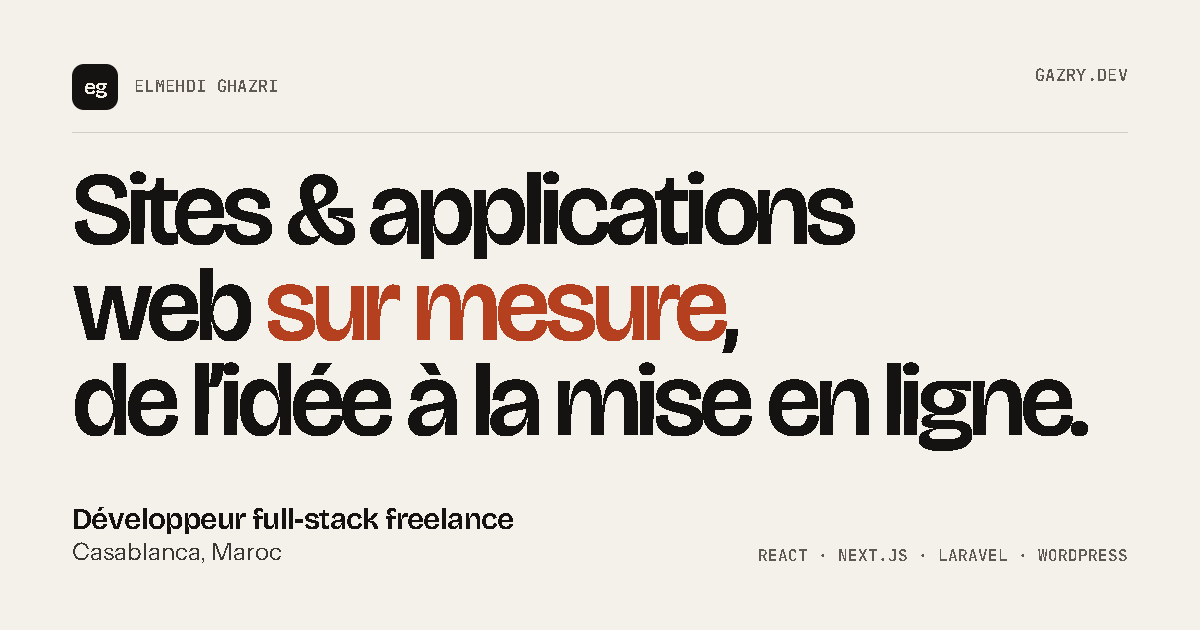 eg
ELMEHDI GHAZRI
GAZRY.DEV
Sites & applications
web sur mesure,
de l'idée à la mise en ligne.
Développeur full-stack freelance
Casablanca, Maroc
REACT · NEXT.JS · LARAVEL · WORDPRESS